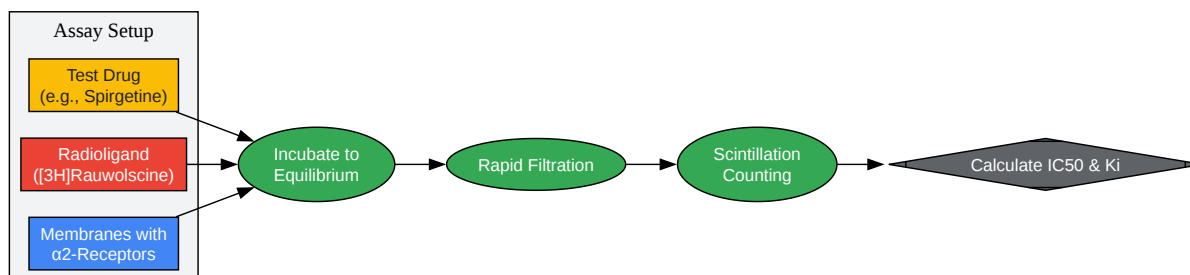 Assay Setup
Test Drug
(e.g., Spirgetine)
Radioligand
([3H]Rauwolscine)
Membranes with
α2-Receptors
Incubate to
Equilibrium
Rapid Filtration
Scintillation
Counting
Calculate IC50 & Ki